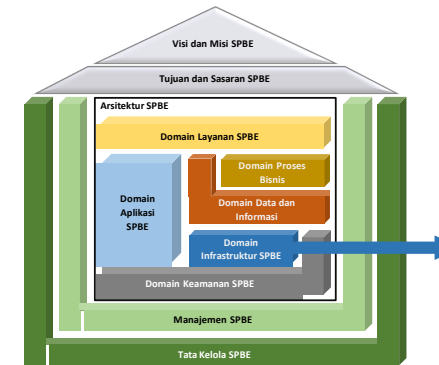 Visi dan Misi SPBE
Tujuan dan Sasaran SPBE
Arsitektur SPBE
Domain Layanan SPBE
Domain Proses
Bisnis
Domain
Aplikasi
SPBE
Domain Data dan
Informasi
Domain
Infrastruktur SPBE
Domain Keamanan SPBE
Manajemen SPBE
Tata Kelola SPBE